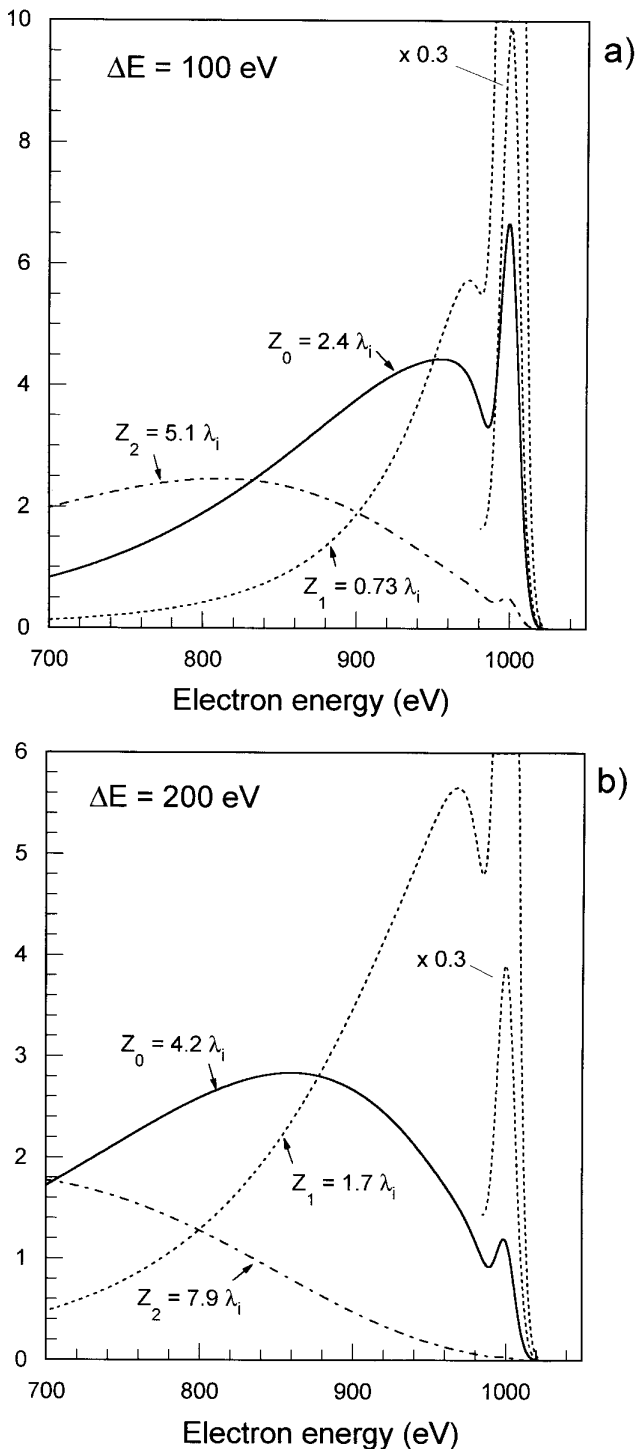 a)
10
ΔE = 100 eV
x 0.3
8
6
Z₀ = 2.4 λᵢ
4
Z₂ = 5.1 λᵢ
2
Z₁ = 0.73 λᵢ
0
700 800 900 1000
Electron energy (eV)
b)
6
ΔE = 200 eV
5
4
x 0.3
Z₀ = 4.2 λᵢ
3
2
Z₁ = 1.7 λᵢ
1
Z₂ = 7.9 λᵢ
0
700 800 900 1000
Electron energy (eV)